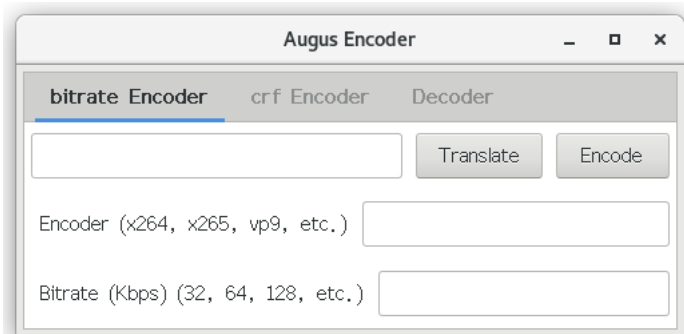 Augus Encoder
bitrate Encoder crf Encoder Decoder
Translate Encode
Encoder (x264, x265, vp9, etc.)
Bitrate (Kbps) (32, 64, 128, etc.)